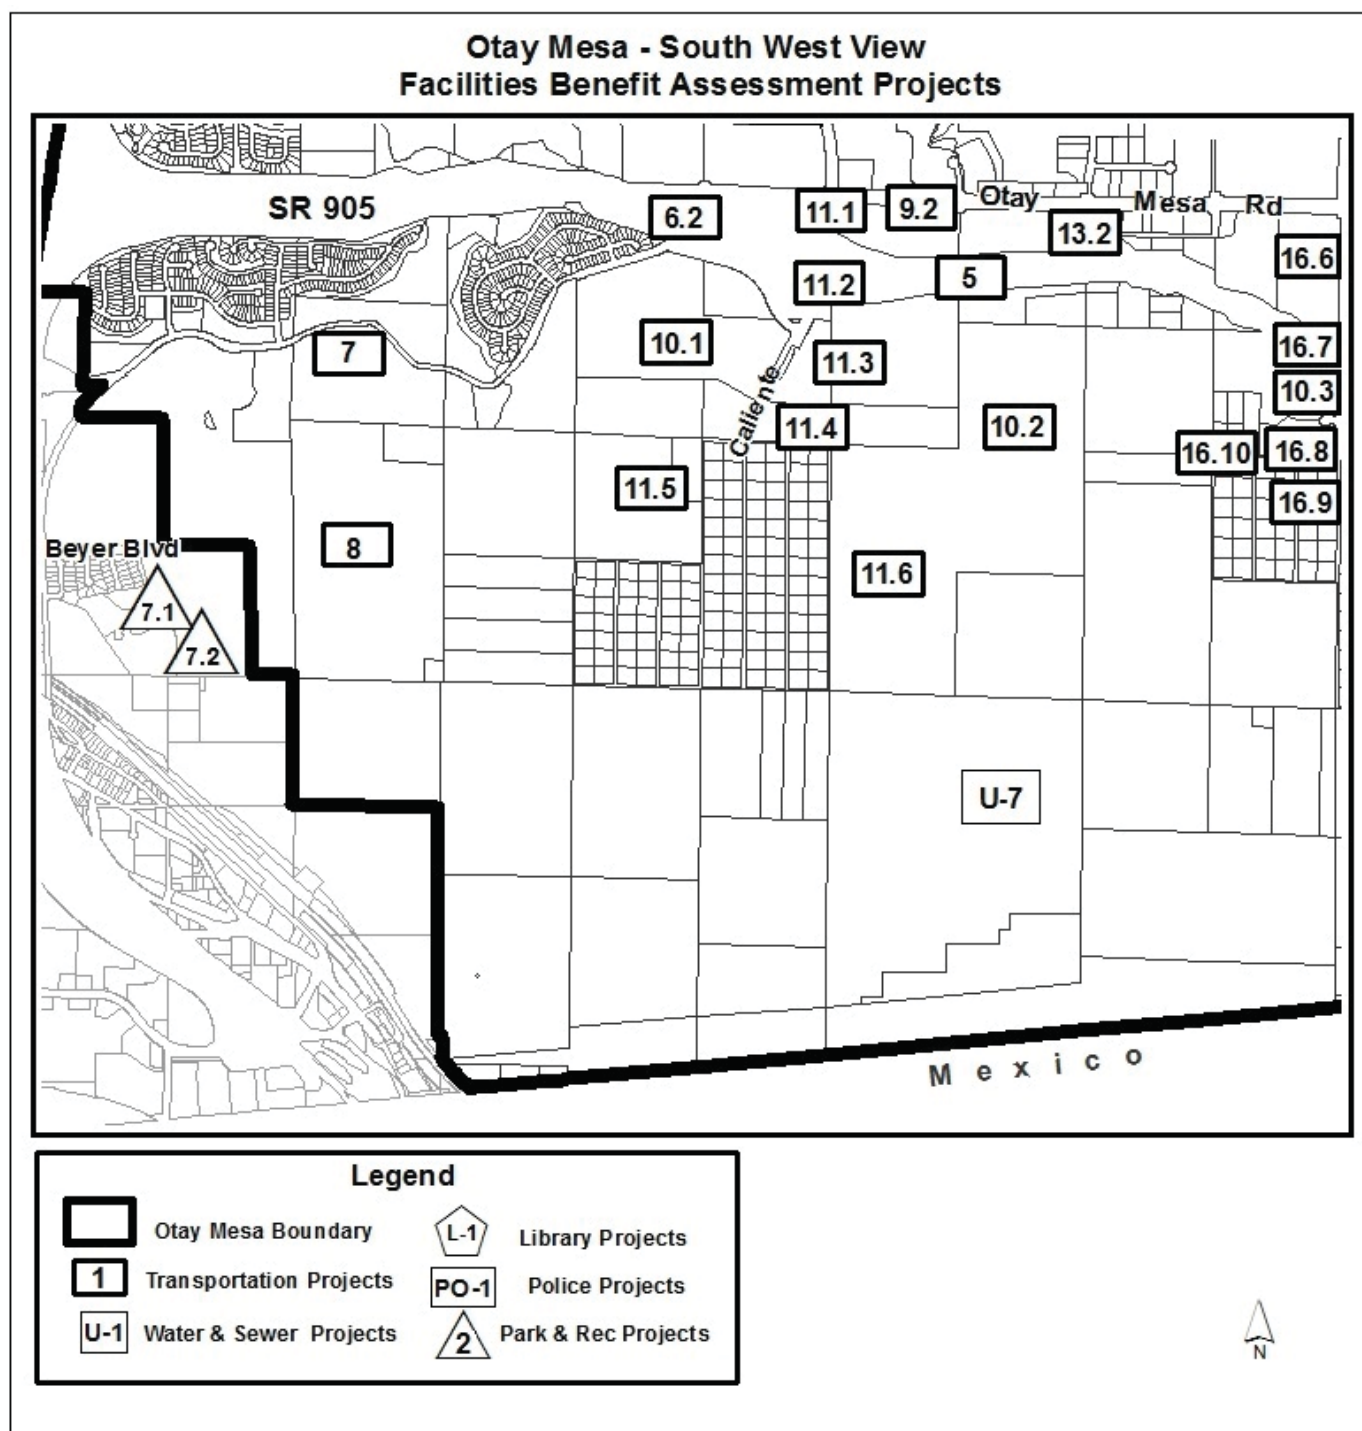 Otay Mesa - South West View
Facilities Benefit Assessment Projects
SR 905
6.2
11.1
9.2
Otay Mesa Rd
13.2
16.6
11.2
5
7
10.1
11.3
16.7
10.3
Caliente
11.4
10.2
16.10
16.8
11.5
16.9
Beyer Blvd
8
11.6
7.1
7.2
U-7
Mexico
Legend
Otay Mesa Boundary
L-1 Library Projects
1 Transportation Projects
PO-1 Police Projects
U-1 Water & Sewer Projects
2 Park & Rec Projects
N